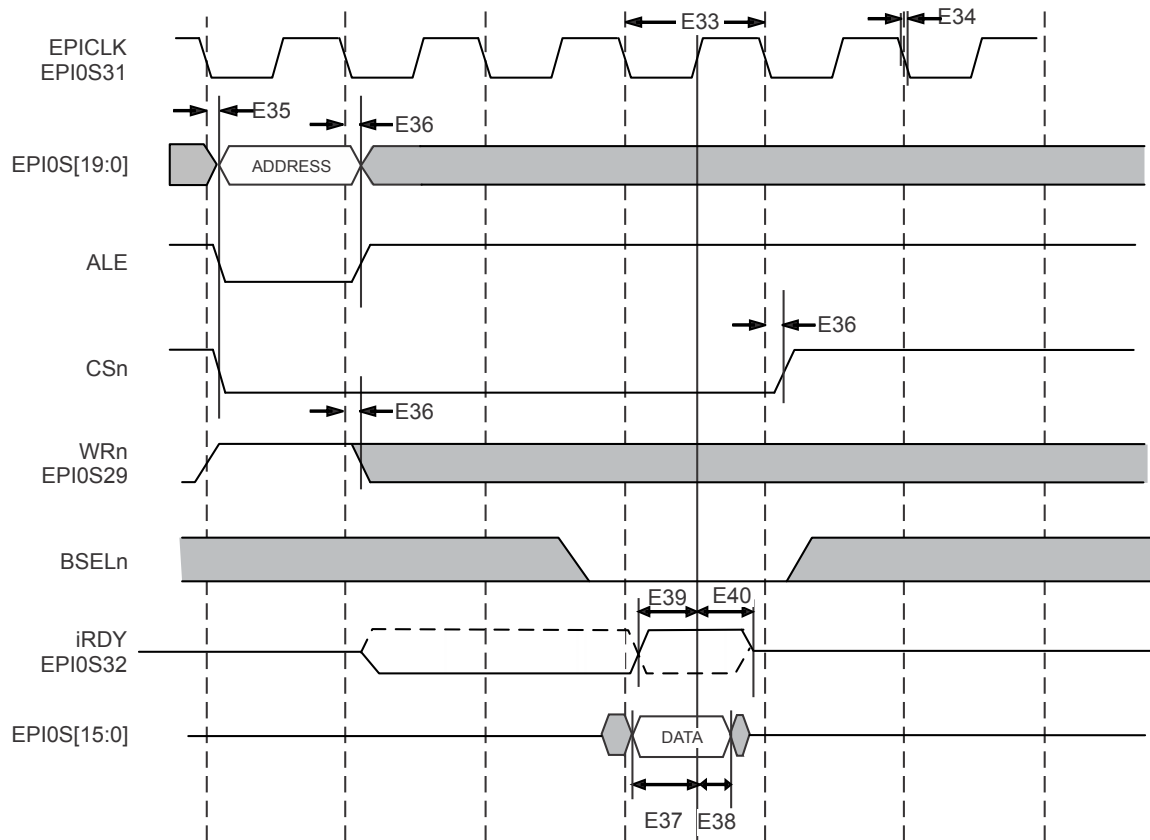 E33
E34
EPICLK
EPI0S31
E35
E36
EPI0S[19:0]
ADDRESS
ALE
E36
CSn
E36
WRn
EPI0S29
BSELn
E39
E40
iRDY
EPI0S32
EPI0S[15:0]
DATA
E37
E38